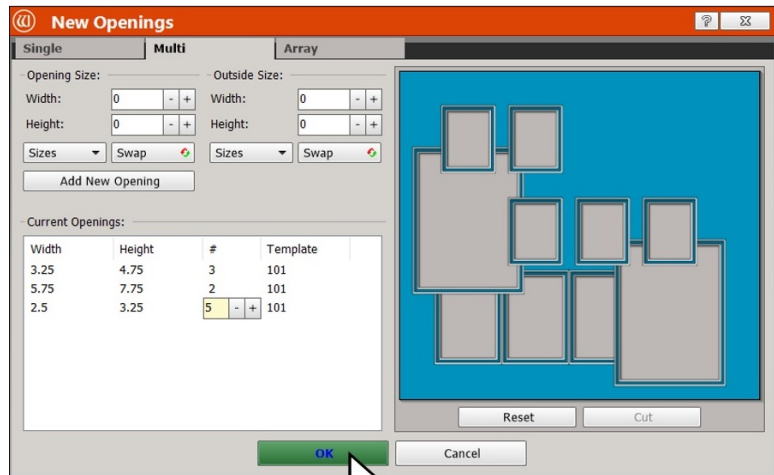 New Openings
Single Multi Array
Opening Size: Outside Size:
Width: 0 - + Width: 0 - +
Height: 0 - + Height: 0 - +
Sizes Swap Sizes Swap
Add New Opening
Current Openings:
Width Height # Template
3.25 4.75 3 101
5.75 7.75 2 101
2.5 3.25 5 - + 101
Reset Cut
OK Cancel